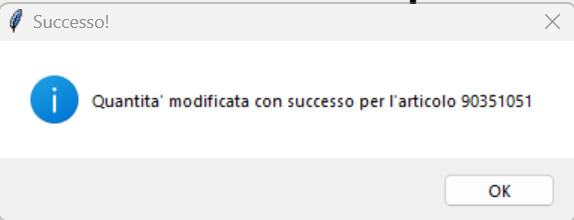 Successo!
Quantita' modificata con successo per l'articolo 90351051
OK